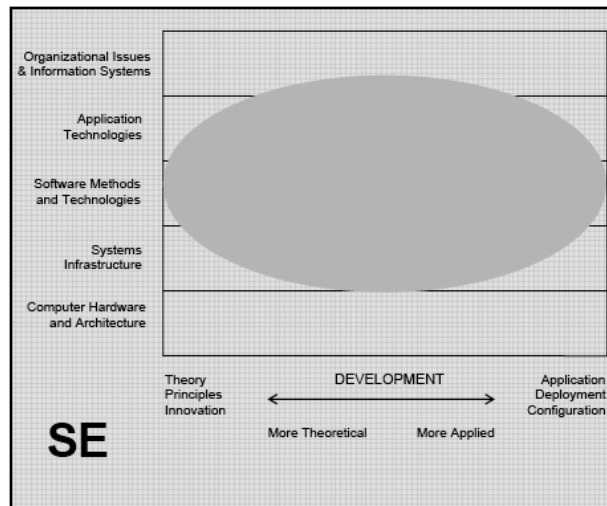 Organizational Issues
& Information Systems
Application
Technologies
Software Methods
and Technologies
Systems
Infrastructure
Computer Hardware
and Architecture
Theory
Principles
Innovation
DEVELOPMENT
More Theoretical
More Applied
Application
Deployment
Configuration
SE